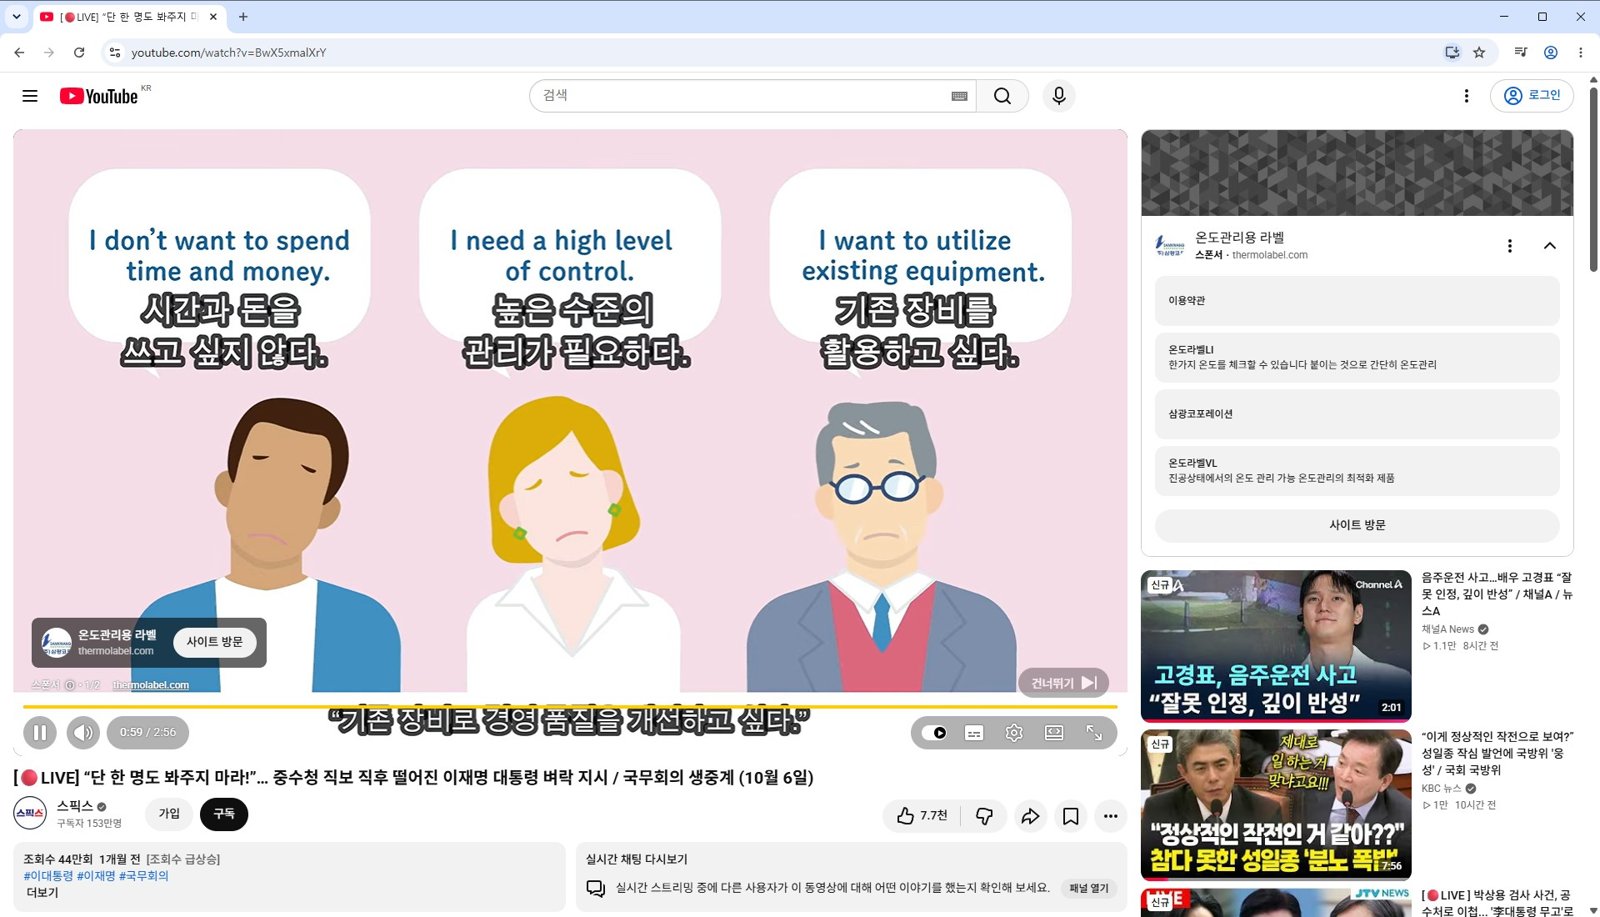 [🔴LIVE] “단 한 명도 봐주지 마
youtube.com/watch?v=BwX5xmalXrY
YouTube KR
검색
로그인
I don’t want to spend
time and money.
시간과 돈을
쓰고 싶지 않다.
I need a high level
of control.
높은 수준의
관리가 필요하다.
I want to utilize
existing equipment.
기존 장비를
활용하고 싶다.
온도관리용 라벨
thermolabel.com
사이트 방문
스폰서 · 1/2 thermolabel.com
건너뛰기
“기존 장비로 경영 품질을 개선하고 싶다.”
0:59 / 2:56
[🔴LIVE] “단 한 명도 봐주지 마라!”... 중수청 직보 직후 떨어진 이재명 대통령 벼락 지시 / 국무회의 생중계 (10월 6일)
스픽스
스픽스
구독자 153만명
가입
구독
7.7천
조회수 44만회 1개월 전 [조회수 급상승]
#이대통령 #이재명 #국무회의
더보기
실시간 채팅 다시보기
실시간 스트리밍 중에 다른 사용자가 이 동영상에 대해 어떤 이야기를 했는지 확인해 보세요.
패널 열기
온도관리용 라벨
스폰서 · thermolabel.com
이용약관
온도라벨LI
한가지 온도를 체크할 수 있습니다 붙이는 것으로 간단히 온도관리
삼광코포레이션
온도라벨VL
진공상태에서의 온도 관리 가능 온도관리의 최적화 제품
사이트 방문
신규
Channel A
고경표, 음주운전 사고
“잘못 인정, 깊이 반성”
2:01
음주운전 사고...배우 고경표 “잘
못 인정, 깊이 반성” / 채널A / 뉴
스A
채널A News
1.1만 8시간 전
신규
제대로
일 하는 거
맞냐고요!!!
"정상적인 작전인 거 같아??"
참다 못한 성일종 '분노 폭발'
7:56
“이게 정상적인 작전으로 보여?”
성일종 작심 발언에 국방위 '웅
성' / 국회 국방위
KBC 뉴스
1만 10시간 전
신규
LIVE
JTV NEWS
[🔴LIVE ] 박상용 검사 사건, 공
수처로 이첩... '李대통령 무고'로